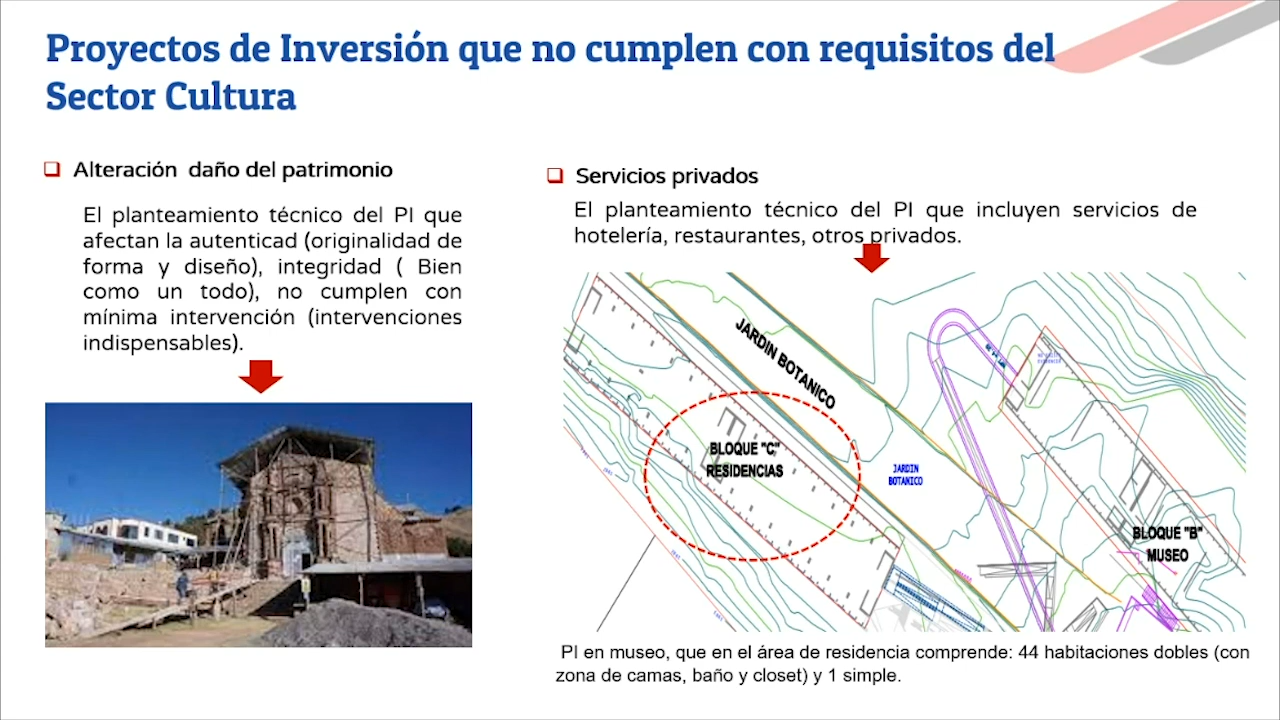 Proyectos de Inversión que no cumplen con requisitos del
Sector Cultura
Alteración daño del patrimonio
El planteamiento técnico del PI que
afectan la autenticad (originalidad de
forma y diseño), integridad ( Bien
como un todo), no cumplen con
mínima intervención (intervenciones
indispensables).
Servicios privados
El planteamiento técnico del PI que incluyen servicios de
hotelería, restaurantes, otros privados.
JARDIN BOTANICO
BLOQUE "C"
RESIDENCIAS
JARDIN
BOTANICO
BLOQUE "B"
MUSEO
PI en museo, que en el área de residencia comprende: 44 habitaciones dobles (con
zona de camas, baño y closet) y 1 simple.